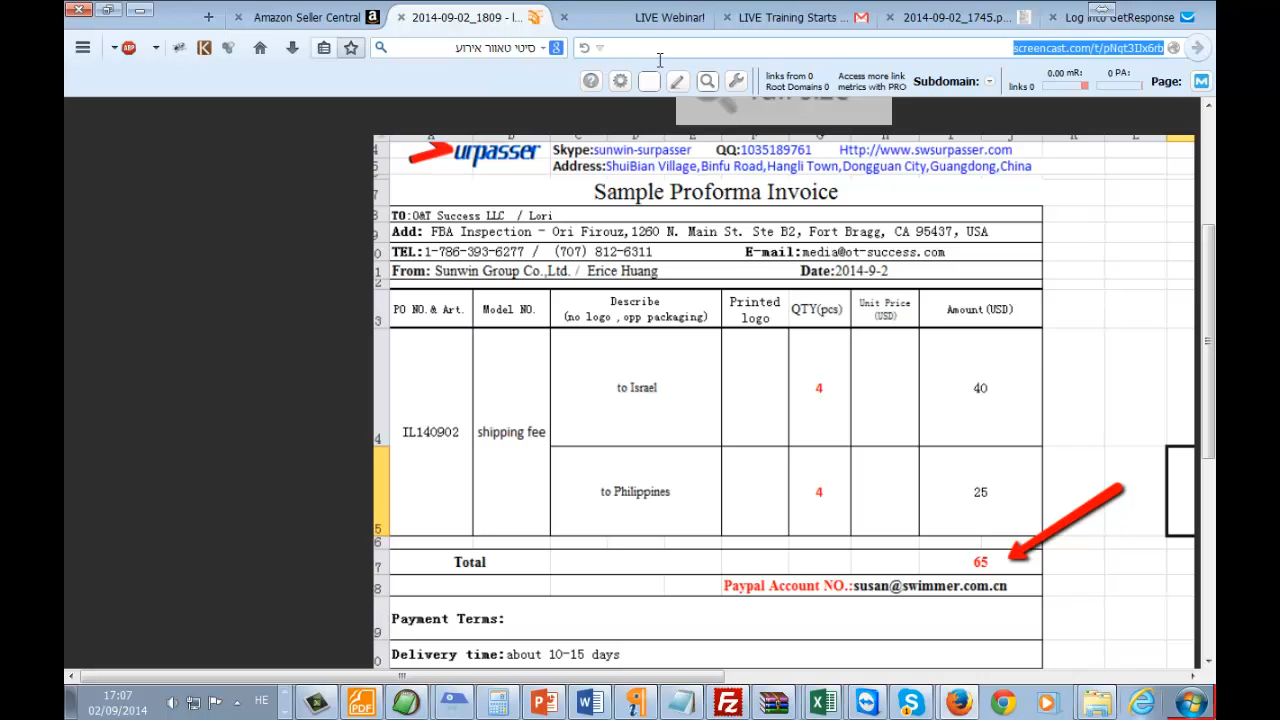 Amazon Seller Central
2014-09-02_1809 - l...
LIVE Webinar!
LIVE Training Starts ...
2014-09-02_1745.p...
Log into GetResponse
סיטי טאוור אירוע
screencast.com/t/pNqt3IIx6rb
links from 0
Root Domains 0
Access more link
metrics with PRO
Subdomain:
links 0
0.00 mR:
0 PA:
Page:
Surpasser
Skype:sunwin-surpasser QQ:1035189761 Http://www.swsurpasser.com
Address:ShuiBian Village,Binfu Road,Hangli Town,Dongguan City,Guangdong,China
Sample Proforma Invoice
TO:O&T Success LLC / Lori
Add: FBA Inspection - Ori Firouz,1260 N. Main St. Ste B2, Fort Bragg, CA 95437, USA
TEL:1-786-393-6277 / (707) 812-6311 E-mail:media@ot-success.com
From: Sunwin Group Co.,Ltd. / Erice Huang Date:2014-9-2
PO NO.& Art. Model NO. Describe (no logo , opp packaging) Printed logo QTY(pcs) Unit Price (USD) Amount (USD)
to Israel 4 40
IL140902 shipping fee
to Philippines 4 25
Total 65
Paypal Account NO.:susan@swimmer.com.cn
Payment Terms:
Delivery time:about 10-15 days
17:07
02/09/2014
HE